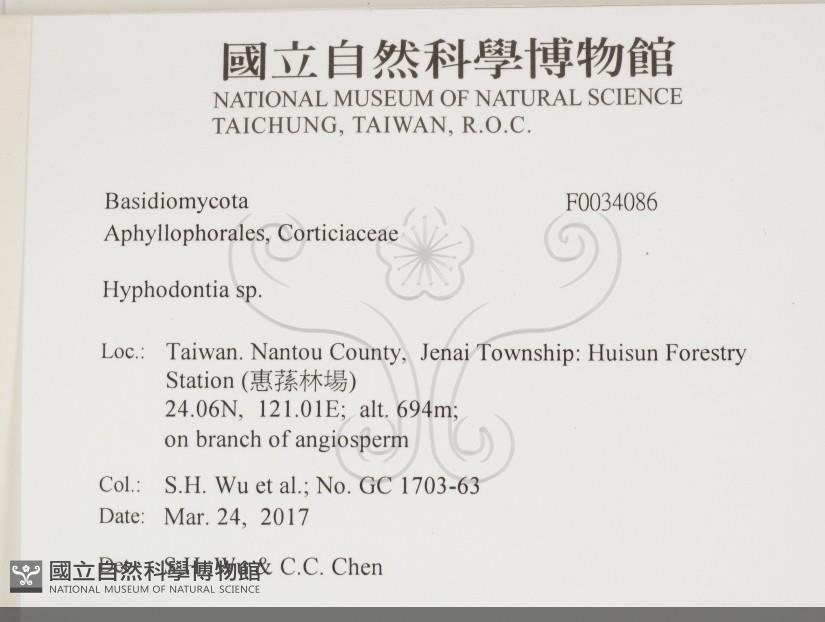 國立自然科學博物館
NATIONAL MUSEUM OF NATURAL SCIENCE
TAICHUNG, TAIWAN, R.O.C.
Basidiomycota F0034086
Aphyllophorales, Corticiaceae
Hyphodontia sp.
Loc.: Taiwan. Nantou County, Jenai Township: Huisun Forestry
Station (惠蓀林場)
24.06N, 121.01E; alt. 694m;
on branch of angiosperm
Col.: S.H. Wu et al.; No. GC 1703-63
Date: Mar. 24, 2017
Det.: S.H. Wu & C.C. Chen
國立自然科學博物館
NATIONAL MUSEUM OF NATURAL SCIENCE